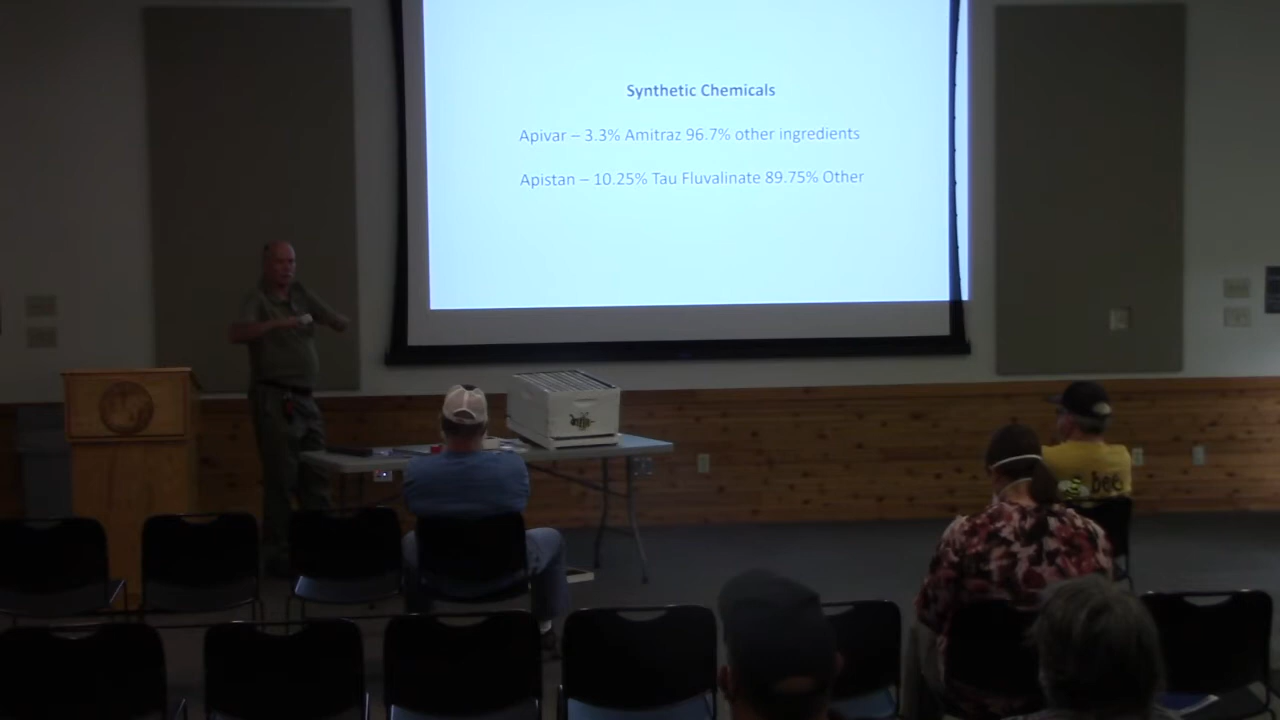 Synthetic Chemicals
Apivar – 3.3% Amitraz 96.7% other ingredients
Apistan – 10.25% Tau Fluvalinate 89.75% Other
bee